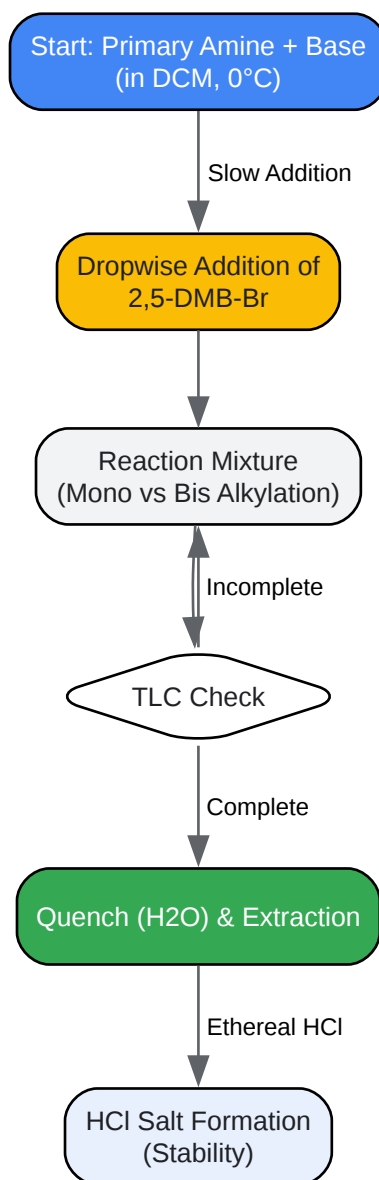 Start: Primary Amine + Base
(in DCM, 0°C)
Slow Addition
Dropwise Addition of
2,5-DMB-Br
Reaction Mixture
(Mono vs Bis Alkylation)
Incomplete
TLC Check
Complete
Quench (H2O) & Extraction
Ethereal HCl
HCl Salt Formation
(Stability)